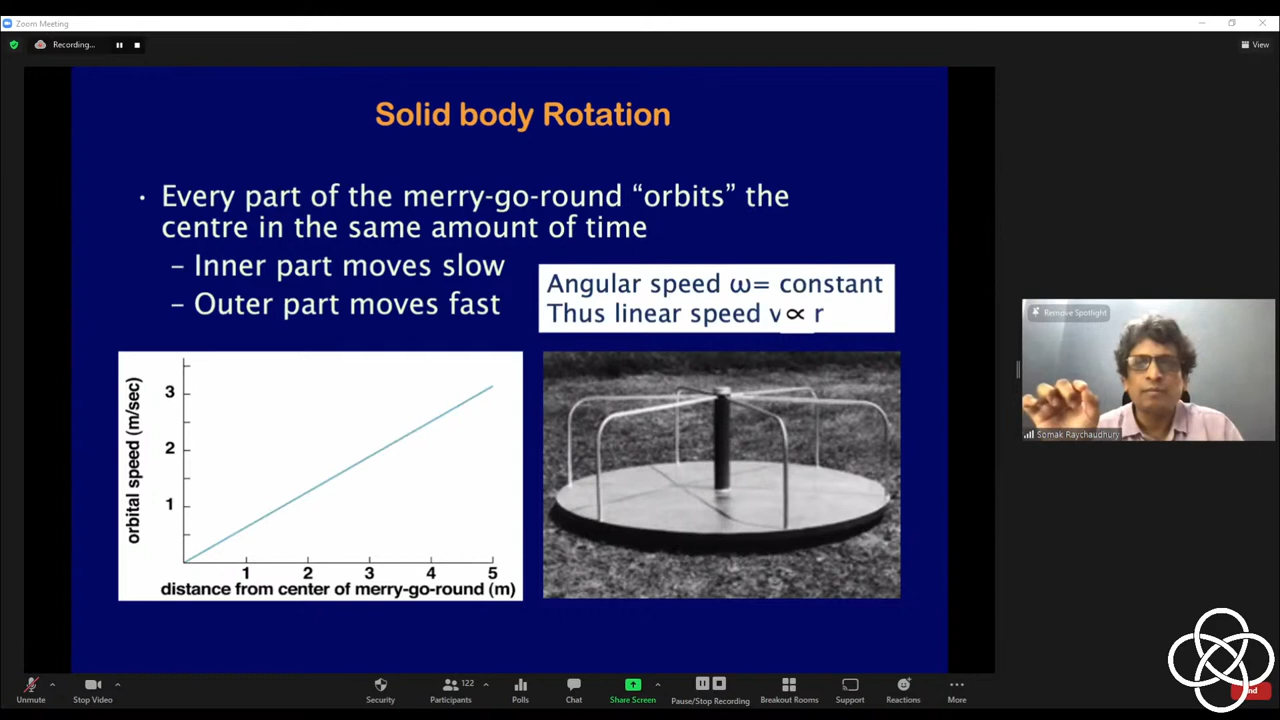 Zoom Meeting
Recording...
View
Solid body Rotation
• Every part of the merry-go-round “orbits” the
centre in the same amount of time
– Inner part moves slow
– Outer part moves fast
Angular speed ω= constant
Thus linear speed v ∝ r
orbital speed (m/sec)
3
2
1
1 2 3 4 5
distance from center of merry-go-round (m)
Remove Spotlight
Somak Raychaudhury
Unmute
Stop Video
Security
122
Participants
Polls
Chat
Share Screen
Pause/Stop Recording
Breakout Rooms
Support
Reactions
More